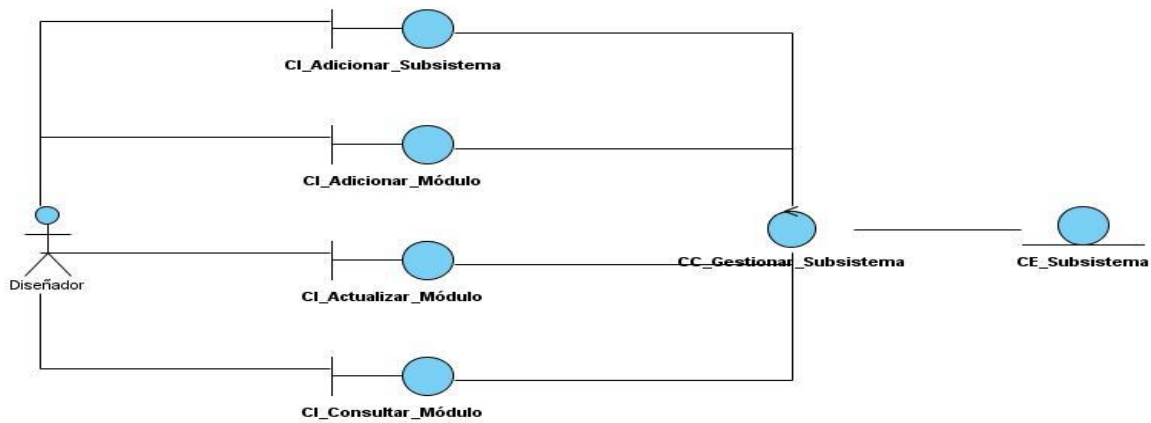 CI_Adicionar_Subsistema
CI_Adicionar_Módulo
Diseñador
CI_Actualizar_Módulo
CC_Gestionar_Subsistema
CE_Subsistema
CI_Consultar_Módulo